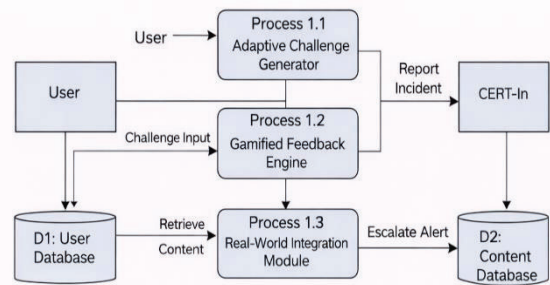 Process 1.1
Adaptive Challenge
Generator
User
Report
Incident
User
CERT-In
Process 1.2
Gamified Feedback
Engine
Challenge Input
D1: User
Database
Retrieve
Content
Process 1.3
Real-World Integration
Module
Escalate Alert
D2:
Content
Database